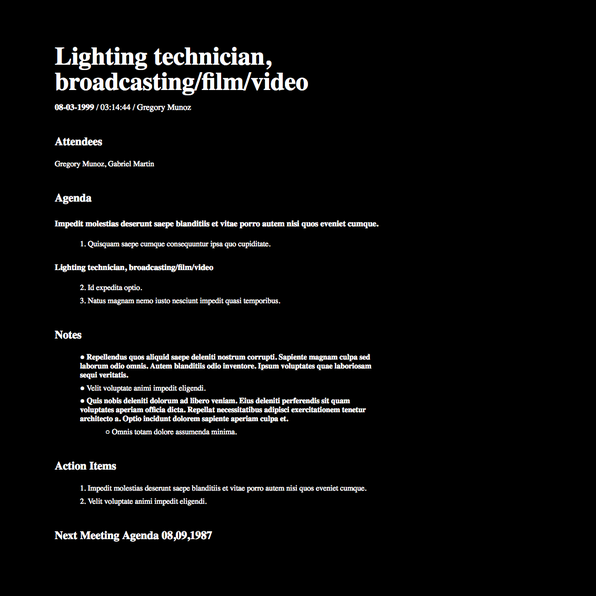 Lighting technician,
broadcasting/film/video
08-03-1999 / 03:14:44 / Gregory Munoz
Attendees
Gregory Munoz, Gabriel Martin
Agenda
Impedit molestias deserunt saepe blanditiis et vitae porro autem nisi quos eveniet cumque.
1. Quisquam saepe cumque consequuntur ipsa quo cupiditate.
Lighting technician, broadcasting/film/video
2. Id expedita optio.
3. Natus magnam nemo iusto nesciunt impedit quasi temporibus.
Notes
● Repellendus quos aliquid saepe deleniti nostrum corrupti. Sapiente magnam culpa sed
laborum odio omnis. Autem blanditiis odio inventore. Ipsum voluptates quae laboriosam
sequi veritatis.
● Velit voluptate animi impedit eligendi.
● Quis nobis deleniti dolorum ad libero veniam. Eius deleniti perferendis sit quam
voluptates aperiam officia dicta. Repellat necessitatibus adipisci exercitationem tenetur
architecto a. Optio incidunt dolorem sapiente aperiam culpa et.
○ Omnis totam dolore assumenda minima.
Action Items
1. Impedit molestias deserunt saepe blanditiis et vitae porro autem nisi quos eveniet cumque.
2. Velit voluptate animi impedit eligendi.
Next Meeting Agenda 08,09,1987